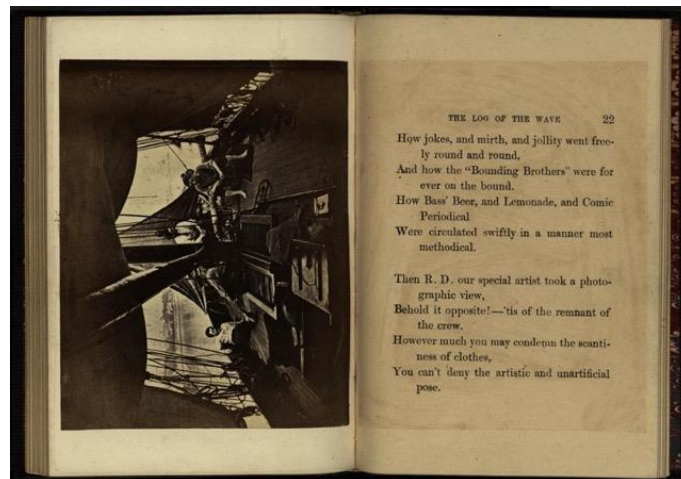 THE LOG OF THE WAVE 22
How jokes, and mirth, and jollity went free-
ly round and round,
And how the "Bounding Brothers" were for
ever on the bound.
How Bass' Beer, and Lemonade, and Comic
Periodical
Were circulated swiftly in a manner most
methodical.
Then R. D. our special artist took a photo-
graphic view,
Behold it opposite!—'tis of the remnant of
the crew.
However much you may condemn the scanti-
ness of clothes,
You can't deny the artistic and unartificial
pose.